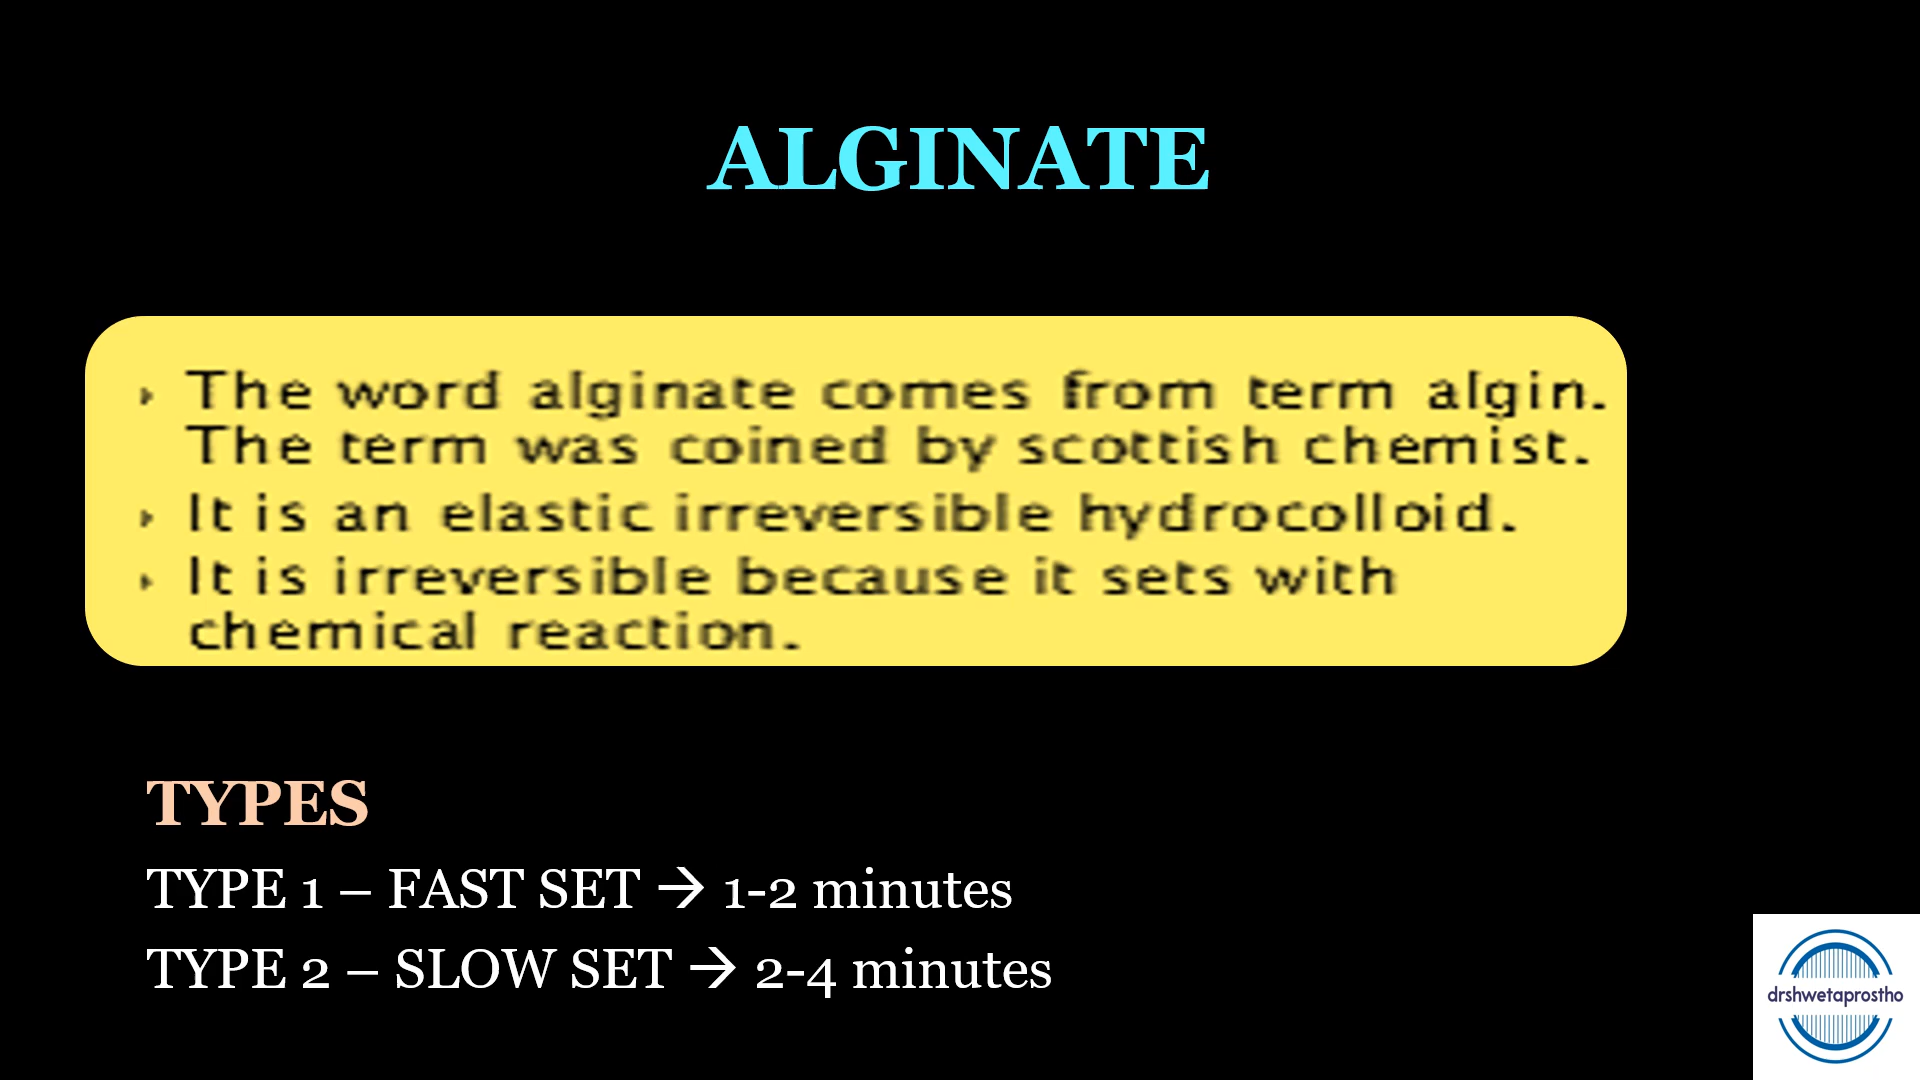 ALGINATE
The word alginate comes from term algin.
The term was coined by scottish chemist.
It is an elastic irreversible hydrocolloid.
It is irreversible because it sets with
chemical reaction.
TYPES
TYPE 1 – FAST SET → 1-2 minutes
TYPE 2 – SLOW SET → 2-4 minutes
drshwetaprostho